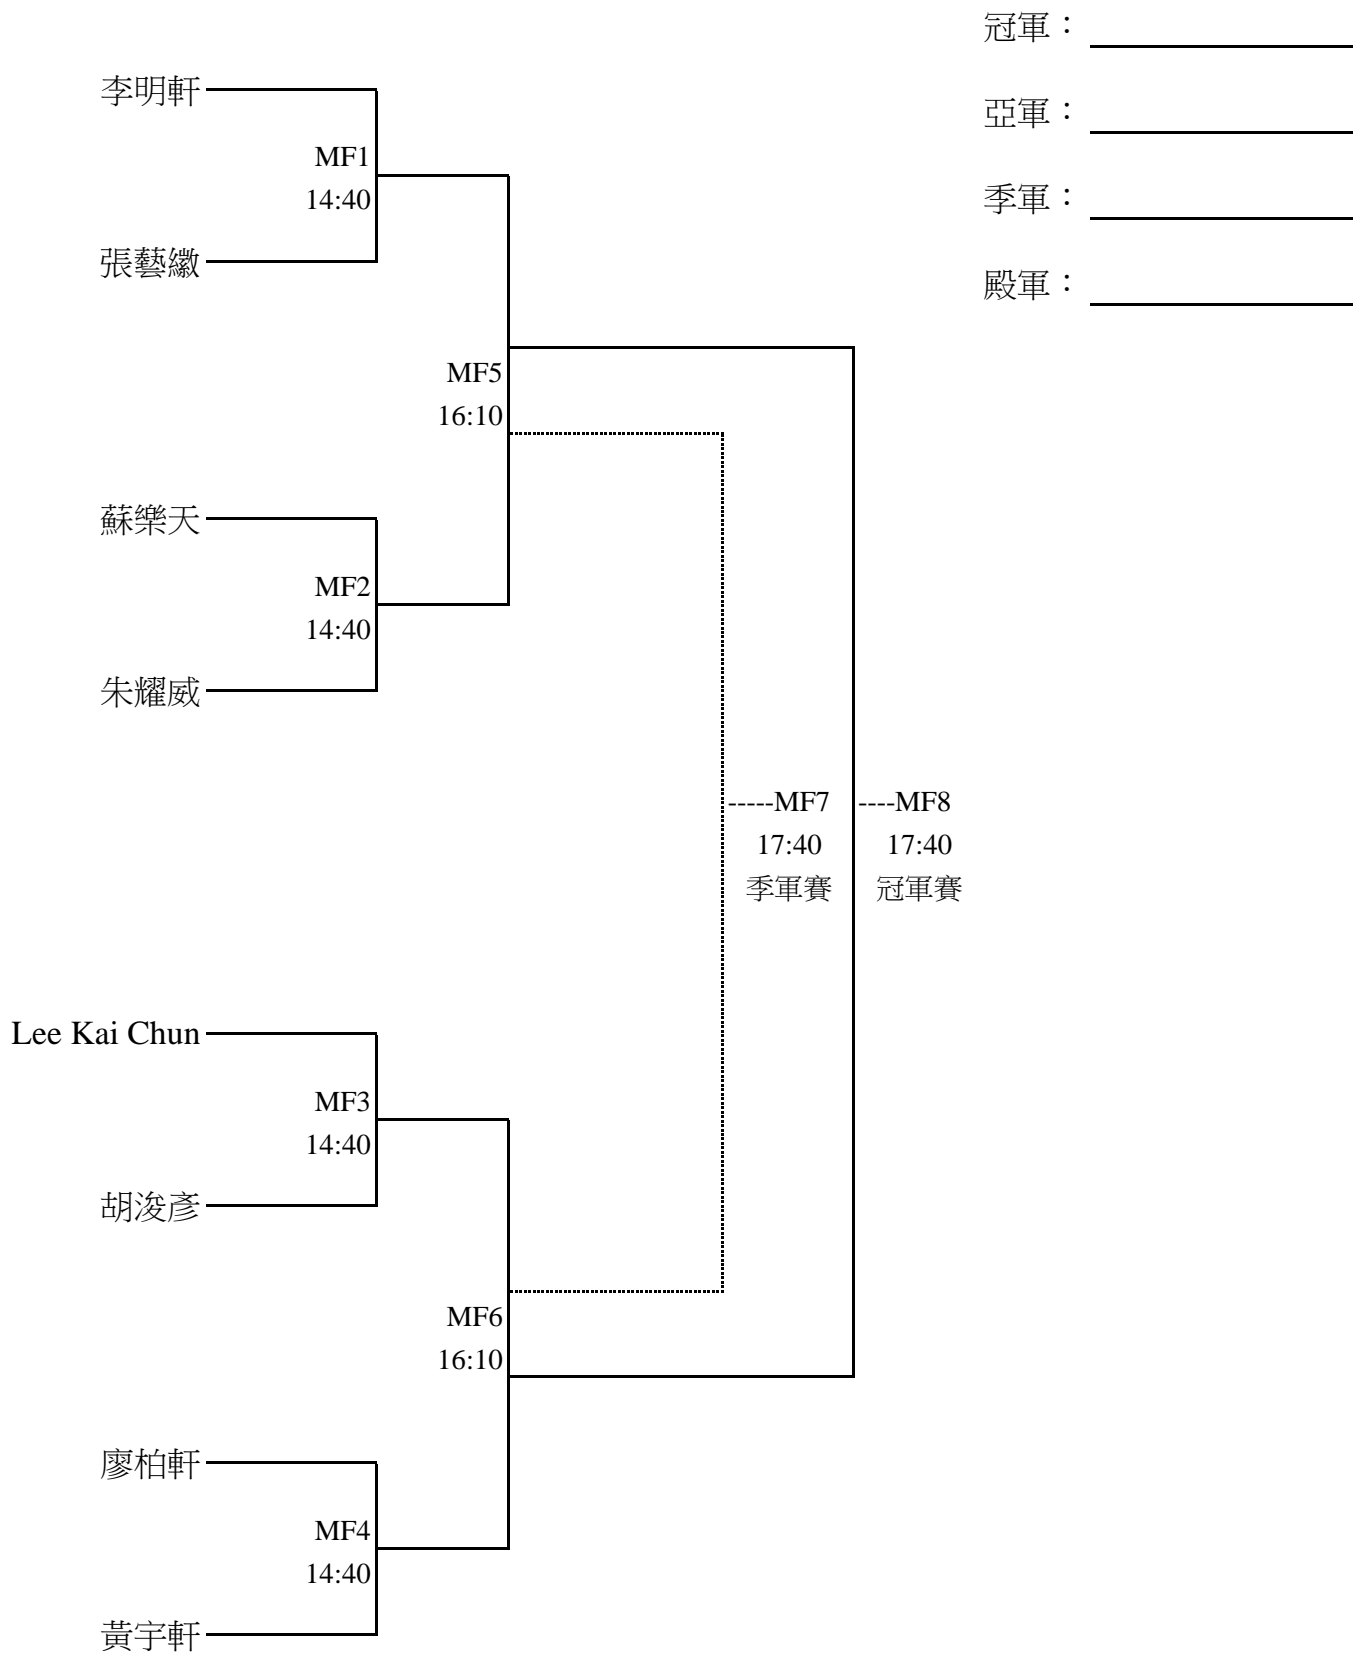 冠軍：
李明軒
亞軍：
MF1
14:40
季軍：
張藝繳
殿軍：
MF5
16:10
蘇樂天
MF2
14:40
朱耀威
-----MF7
----MF8
17:40
17:40
季軍賽
冠軍賽
Lee Kai Chun
MF3
14:40
胡浚彥
MF6
16:10
廖柏軒
MF4
14:40
黃宇軒